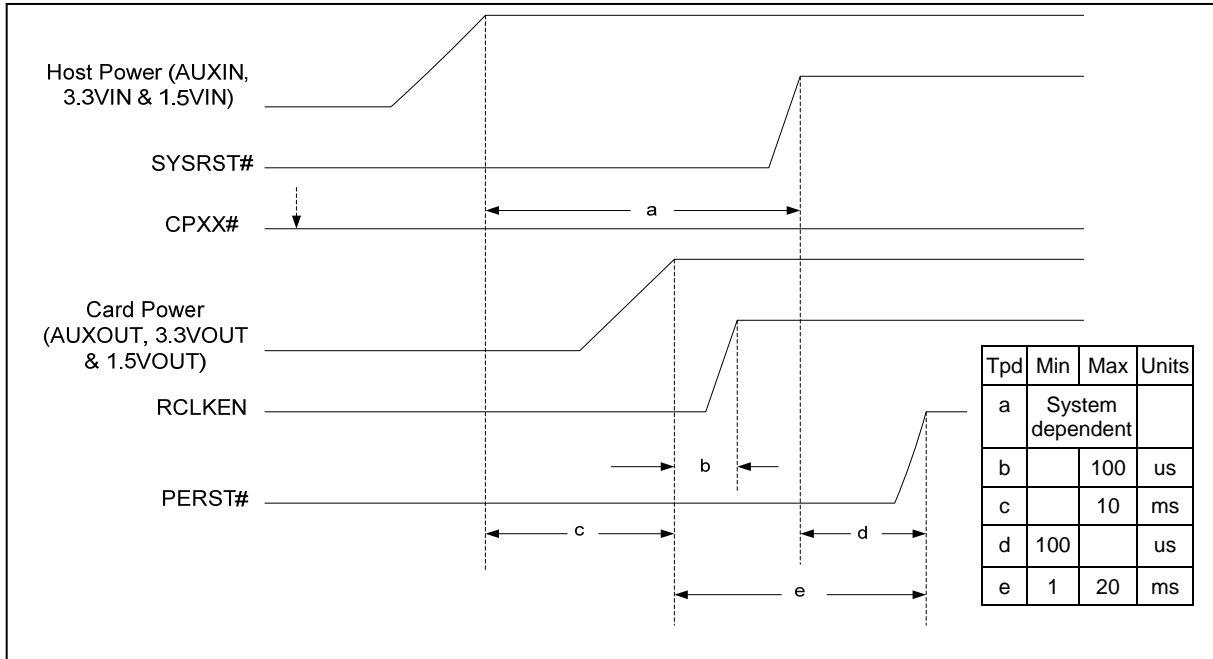 Host Power (AUXIN,
3.3VIN & 1.5VIN)
SYSRST#
a
CPXX#
Card Power
(AUXOUT, 3.3VOUT
& 1.5VOUT)
RCLKEN
b
PERST#
c
d
e
Tpd Min Max Units
a System
dependent
b 100 us
c 10 ms
d 100 us
e 1 20 ms